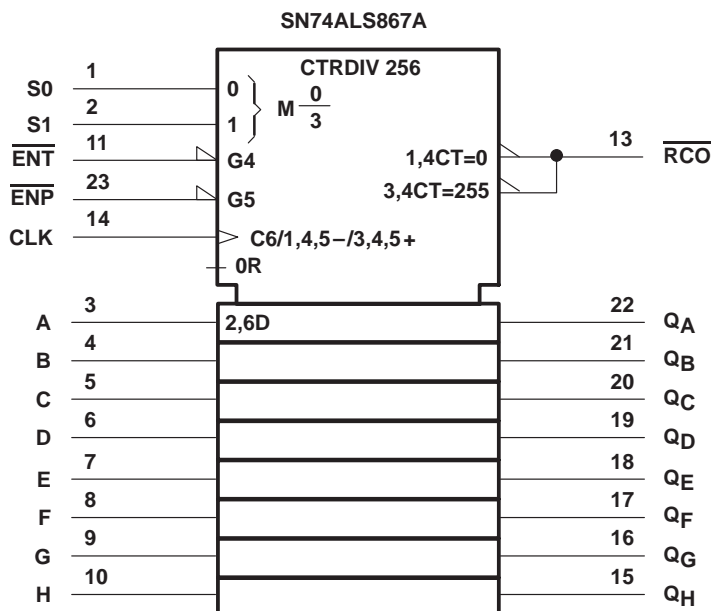 SN74ALS867A
CTRDIV 256
S0 1 0 M 0/3
S1 2 1
ENT 11 G4 1,4CT=0 13 RCO
ENP 23 G5 3,4CT=255
CLK 14 C6/1,4,5–/3,4,5+
0R
A 3 2,6D 22 QA
B 4 21 QB
C 5 20 QC
D 6 19 QD
E 7 18 QE
F 8 17 QF
G 9 16 QG
H 10 15 QH